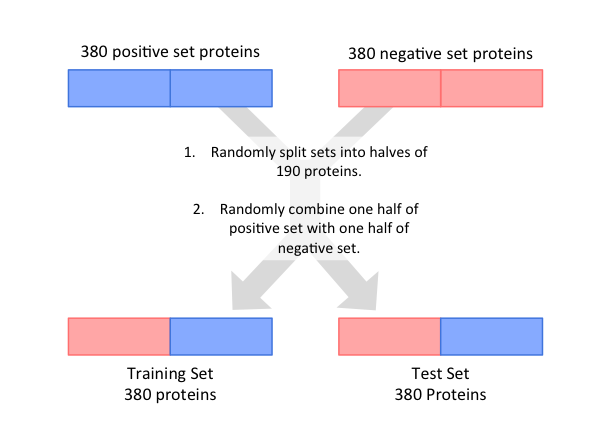 380 positive set proteins
380 negative set proteins
1. Randomly split sets into halves of
190 proteins.
2. Randomly combine one half of
positive set with one half of
negative set.
Training Set
380 proteins
Test Set
380 Proteins